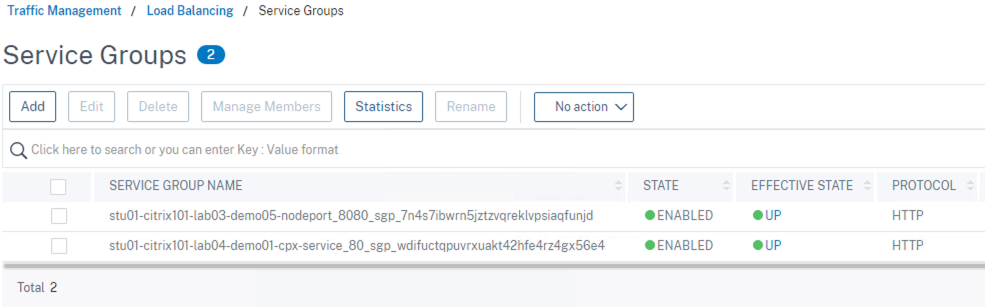 Traffic Management / Load Balancing / Service Groups
Service Groups 2
Add Edit Delete Manage Members Statistics Rename No action
Click here to search or you can enter Key : Value format
SERVICE GROUP NAME STATE EFFECTIVE STATE PROTOCOL
stu01-citrix101-lab03-demo05-nodeport_8080_sgp_7n4s7ibwrn5jztzvqreklvpsiaqfunjd ENABLED UP HTTP
stu01-citrix101-lab04-demo01-cpx-service_80_sgp_wdifuctqpuvrxuakt42hfe4rz4gx56e4 ENABLED UP HTTP
Total 2